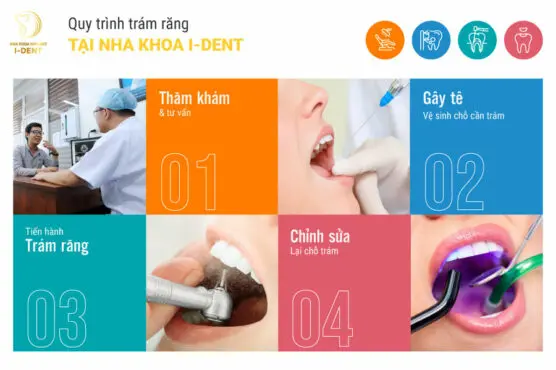 Quy trình trám răng
TẠI NHA KHOA I-DENT
I-DENT
Thăm khám
& tư vấn
01
Gây tê
Vệ sinh chỗ cần trám
02
Tiến hành
Trám răng
03
Chỉnh sửa
Lại chỗ trám
04